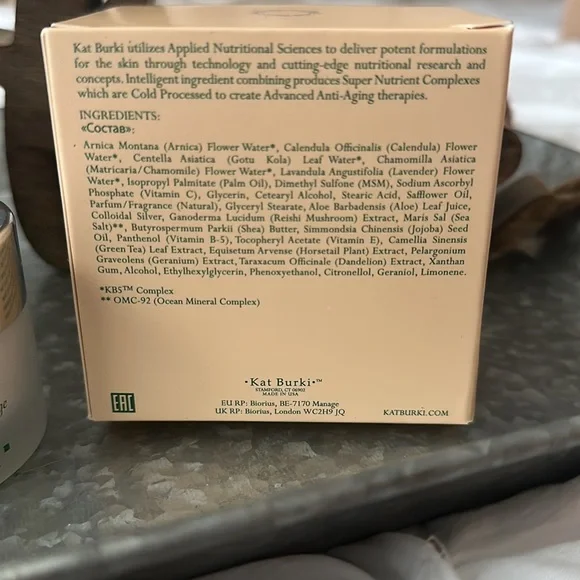 Kat Burki utilizes Applied Nutritional Sciences to deliver potent formulations
for the skin through technology and cutting-edge nutritional research and
concepts. Intelligent ingredient combining produces Super Nutrient Complexes
which are Cold Processed to create Advanced Anti-Aging therapies.
INGREDIENTS:
«Состав»:
Arnica Montana (Arnica) Flower Water*, Calendula Officinalis (Calendula) Flower
Water*, Centella Asiatica (Gotu Kola) Leaf Water*, Chamomilla Asiatica
(Matricaria/Chamomile) Flower Water*, Lavandula Angustifolia (Lavender) Flower
Water*, Isopropyl Palmitate (Palm Oil), Dimethyl Sulfone (MSM), Sodium Ascorbyl
Phosphate (Vitamin C), Glycerin, Cetearyl Alcohol, Stearic Acid, Safflower Oil,
Parfum/Fragrance (Natural), Glyceryl Stearate, Aloe Barbadensis (Aloe) Leaf Juice,
Colloidal Silver, Ganoderma Lucidum (Reishi Mushroom) Extract, Maris Sal (Sea
Salt)**, Butyrospermum Parkii (Shea) Butter, Simmondsia Chinensis (Jojoba) Seed
Oil, Panthenol (Vitamin B-5), Tocopheryl Acetate (Vitamin E), Camellia Sinensis
(Green Tea) Leaf Extract, Equisetum Arvense (Horsetail Plant) Extract, Pelargonium
Graveolens (Geranium) Extract, Taraxacum Officinale (Dandelion) Extract, Xanthan
Gum, Alcohol, Ethylhexylglycerin, Phenoxyethanol, Citronellol, Geraniol, Limonene.
*KB5™ Complex
** OMC-92 (Ocean Mineral Complex)
•Kat Burki•™
STAMFORD, CT 06902
MADE IN USA
EU RP: Biorius, BE-7170 Manage
UK RP: Biorius, London WC2H9 JQ
EAC
KATBURKI.COM